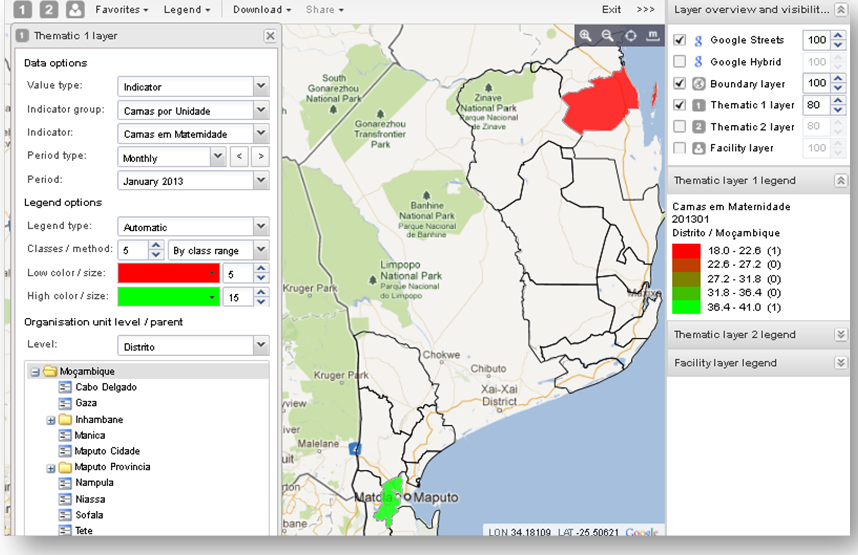 1 2 Favorites Legend Download Share Exit >>>
1 Thematic 1 layer
Data options
Value type: Indicator
Indicator group: Camas por Unidade
Indicator: Camas em Maternidade
Period type: Monthly < >
Period: January 2013
Legend options
Legend type: Automatic
Classes / method: 5 By class range
Low color / size: 5
High color / size: 15
Organisation unit level / parent
Level: Distrito
Moçambique
Cabo Delgado
Gaza
Inhambane
Manica
Maputo Cidade
Maputo Provincia
Nampula
Niassa
Sofala
Tete
South
Gonarezhou
National Park
Gonarezhou
Transfrontier
Park
Zinave
National Park
Parque Nacional
de Zinave
Banhine
National Park
Parque Nacional
de Banhine
Limpopo
National Park
Parque Nacional
do Limpopo
Kruger Park
Chokwe
Chibuto
Kruger Park
Xai-Xai
District
Malelane
4
Matola
Maputo
LON 34.18109 LAT -25.50621 Google
Layer overview and visibilit...
Google Streets 100
Google Hybrid 100
Boundary layer 100
1 Thematic 1 layer 80
2 Thematic 2 layer 80
Facility layer 100
Thematic layer 1 legend
Camas em Maternidade
201301
Distrito / Moçambique
18.0 - 22.6 (1)
22.6 - 27.2 (0)
27.2 - 31.8 (0)
31.8 - 36.4 (0)
36.4 - 41.0 (1)
Thematic layer 2 legend
Facility layer legend